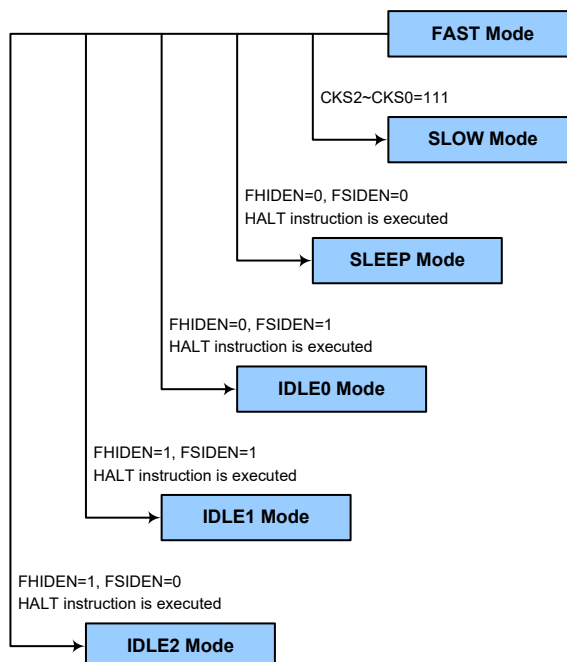 FAST Mode
CKS2~CKS0=111
SLOW Mode
FHIDEN=0, FSIDEN=0
HALT instruction is executed
SLEEP Mode
FHIDEN=0, FSIDEN=1
HALT instruction is executed
IDLE0 Mode
FHIDEN=1, FSIDEN=1
HALT instruction is executed
IDLE1 Mode
FHIDEN=1, FSIDEN=0
HALT instruction is executed
IDLE2 Mode